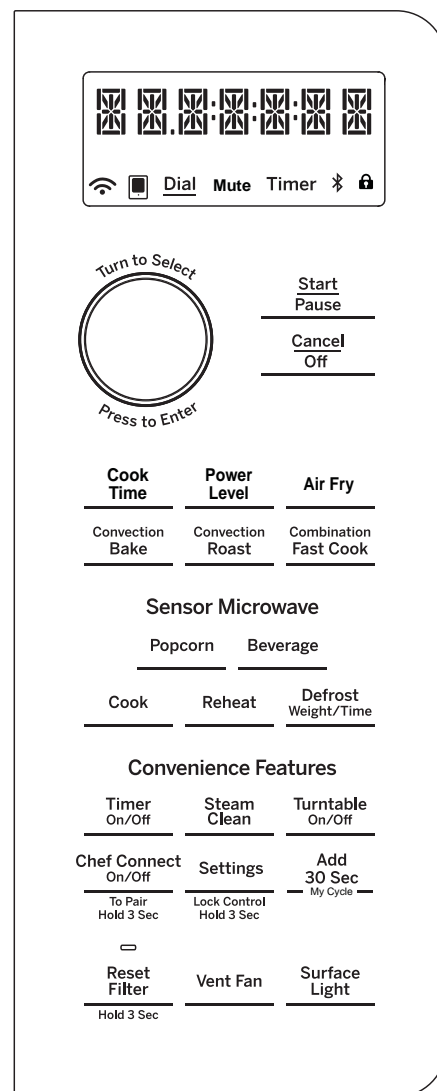 Dial Mute Timer
Turn to Select
Press to Enter
Start
Pause
Cancel
Off
Cook
Time
Power
Level
Air Fry
Convection
Bake
Convection
Roast
Combination
Fast Cook
Sensor Microwave
Popcorn
Beverage
Cook
Reheat
Defrost
Weight/Time
Convenience Features
Timer
On/Off
Steam
Clean
Turntable
On/Off
Chef Connect
On/Off
To Pair
Hold 3 Sec
Settings
Lock Control
Hold 3 Sec
Add
30 Sec
My Cycle
Reset
Filter
Hold 3 Sec
Vent Fan
Surface
Light